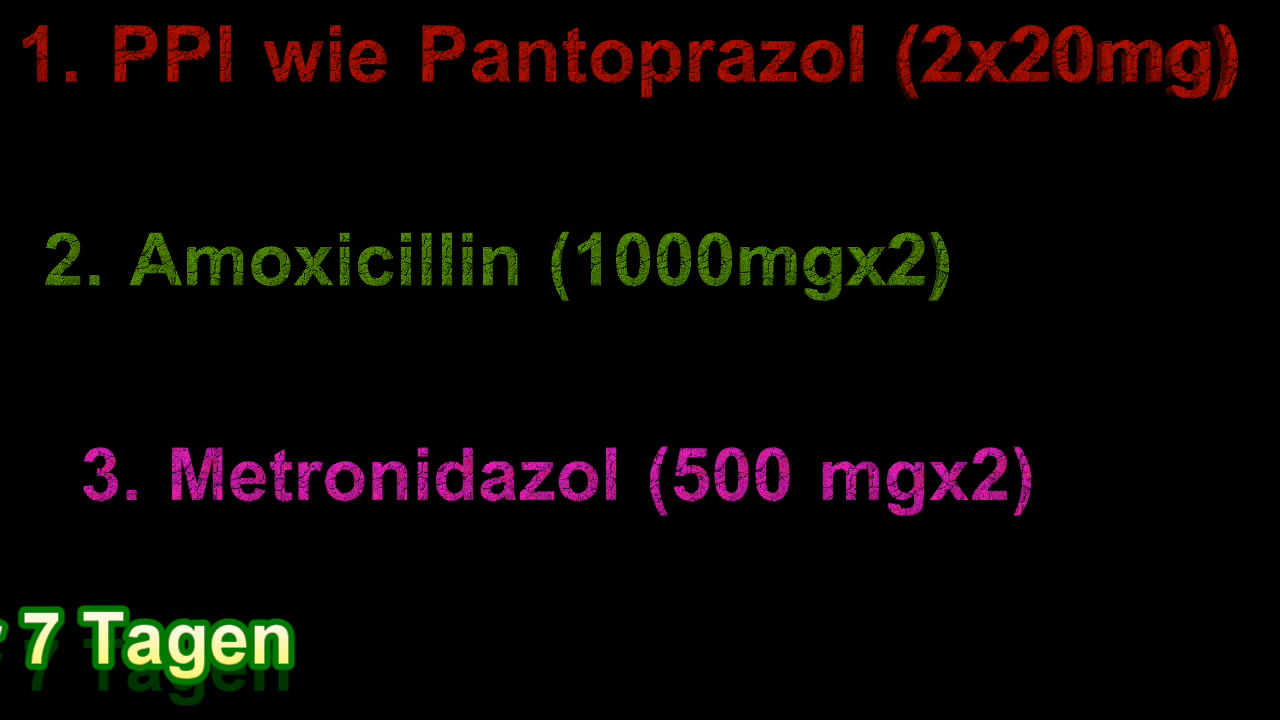 1. PPI wie Pantoprazol (2x20mg)
2. Amoxicillin (1000mgx2)
3. Metronidazol (500 mgx2)
7 Tagen